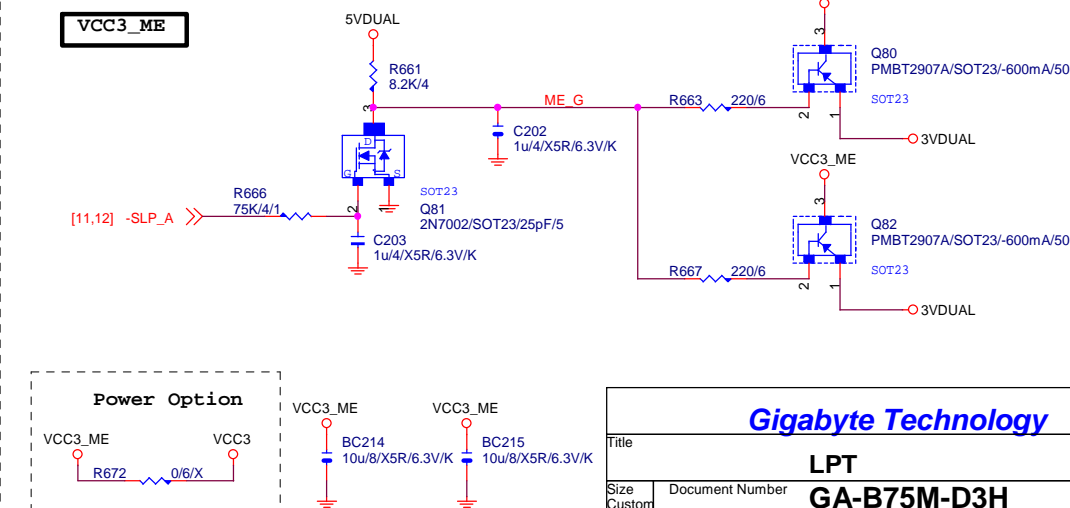 VCC3_ME
5VDUAL
R661
8.2K/4
3
D
G
S
2
1
SOT23
Q81
2N7002/SOT23/25pF/5
ME_G
C202
1u/4/X5R/6.3V/K
[11,12] -SLP_A
R666
75K/4/1
C203
1u/4/X5R/6.3V/K
R663 220/6
3
2
1
Q80
PMBT2907A/SOT23/-600mA/50
SOT23
3VDUAL
VCC3_ME
R667 220/6
3
2
1
Q82
PMBT2907A/SOT23/-600mA/50
SOT23
3VDUAL
Power Option
VCC3_ME
VCC3
R672 0/6/X
VCC3_ME
BC214
10u/8/X5R/6.3V/K
VCC3_ME
BC215
10u/8/X5R/6.3V/K
Gigabyte Technology
Title
LPT
Size
Custom
Document Number
GA-B75M-D3H